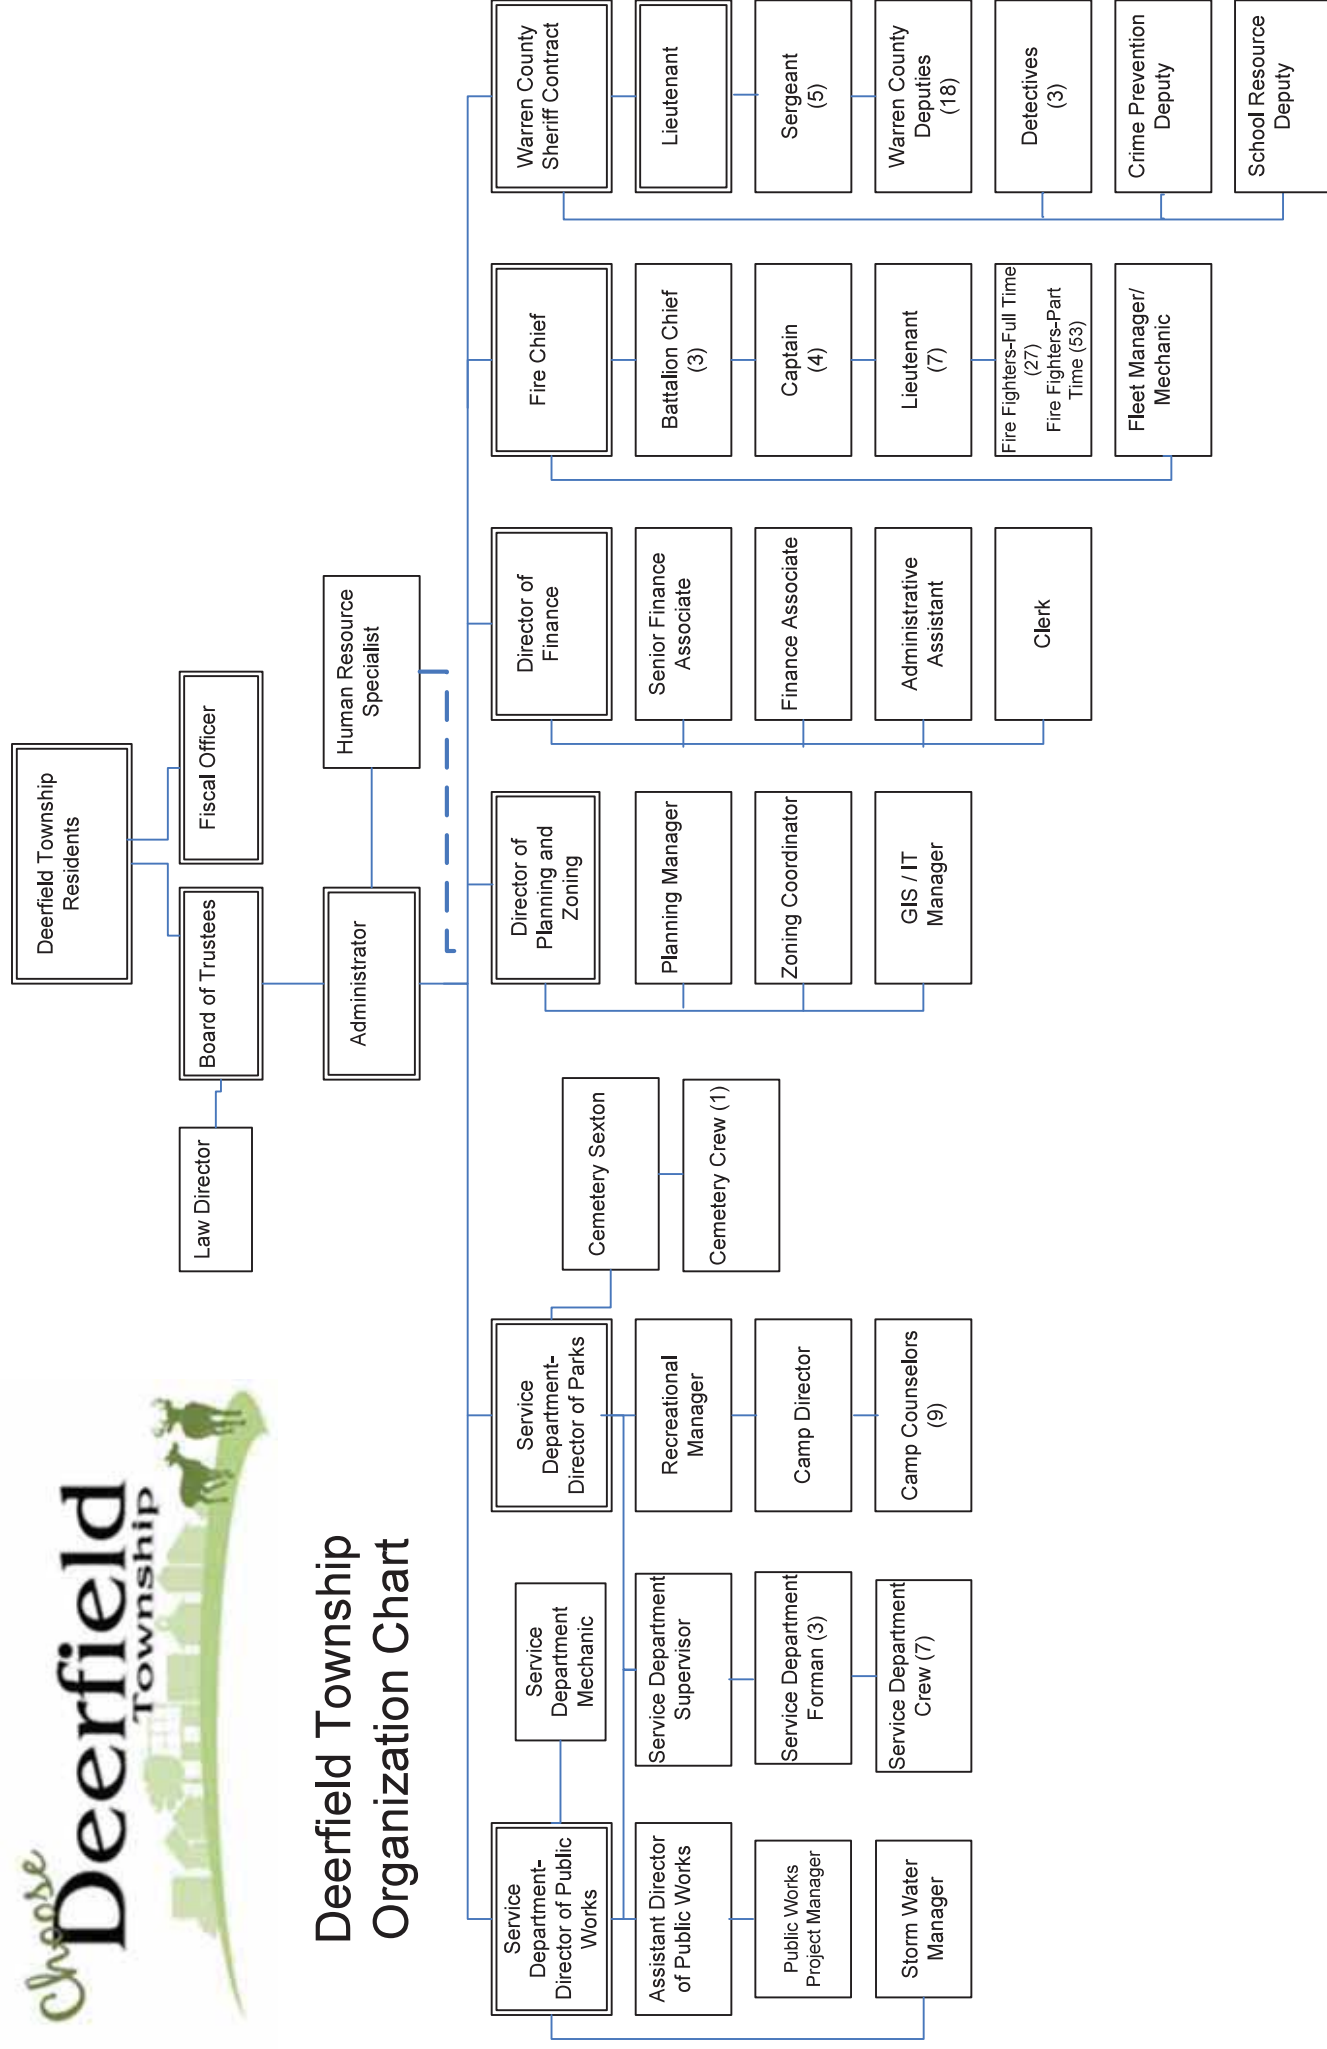 Choose
Deerfield
Township
Deerfield Township
Organization Chart
Deerfield Township
Residents
Law Director
Board of Trustees
Fiscal Officer
Administrator
Human Resource
Specialist
Service
Department-
Director of Public
Works
Assistant Director
of Public Works
Public Works
Project Manager
Storm Water
Manager
Service
Department
Mechanic
Service Department
Supervisor
Service Department
Forman (3)
Service Department
Crew (7)
Service
Department-
Director of Parks
Recreational
Manager
Camp Director
Camp Counselors
(9)
Cemetery Sexton
Cemetery Crew (1)
Director of
Planning and
Zoning
Planning Manager
Zoning Coordinator
GIS / IT
Manager
Director of
Finance
Senior Finance
Associate
Finance Associate
Administrative
Assistant
Clerk
Fire Chief
Battalion Chief
(3)
Captain
(4)
Lieutenant
(7)
Fire Fighters-Full Time
(27)
Fire Fighters-Part
Time (53)
Fleet Manager/
Mechanic
Warren County
Sheriff Contract
Lieutenant
Sergeant
(5)
Warren County
Deputies
(18)
Detectives
(3)
Crime Prevention
Deputy
School Resource
Deputy